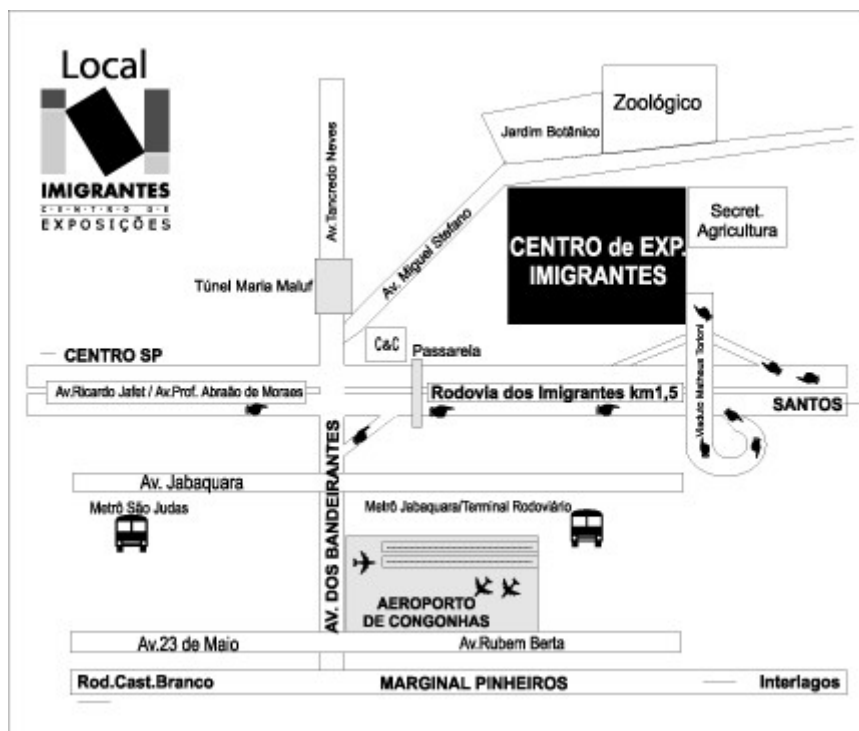 Local
IMIGRANTES
C·E·N·T·R·O D·E
EXPOSIÇÕES
Zoológico
Jardim Botânico
Av.Tancredo Neves
Av. Miguel Stefano
CENTRO de EXP.
IMIGRANTES
Secret.
Agricultura
Túnel Maria Maluf
C&C
Passarela
CENTRO SP
Av.Ricardo Jafet / Av.Prof. Abraão de Moraes
Rodovia dos Imigrantes km1,5
Viaduto Matheus Torloni
SANTOS
Av. Jabaquara
Metrô São Judas
Metrô Jabaquara/Terminal Rodoviário
AV. DOS BANDEIRANTES
AEROPORTO
DE CONGONHAS
Av.23 de Maio
Av.Rubem Berta
Rod.Cast.Branco
MARGINAL PINHEIROS
Interlagos